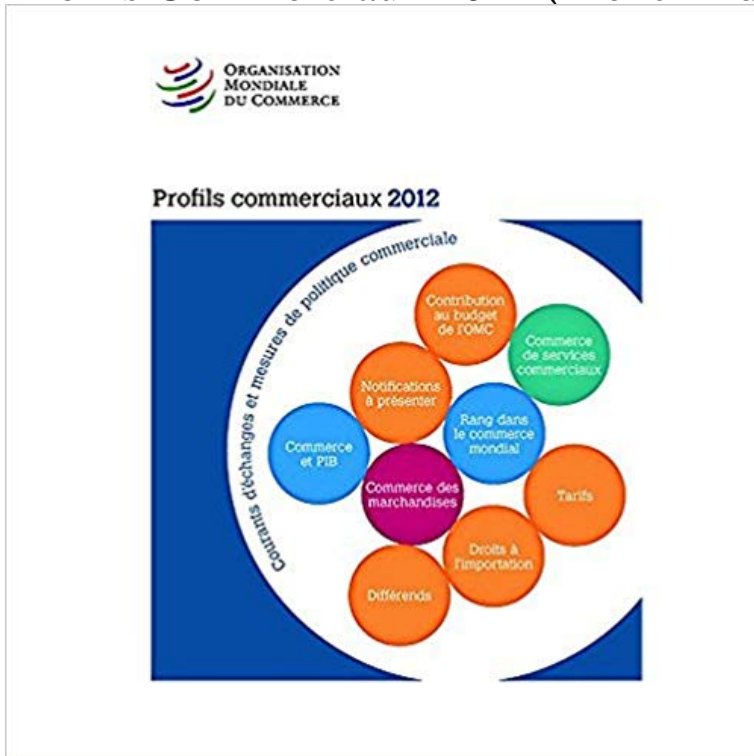 ORGANISATION
MONDIALE
DU COMMERCE
Profils commerciaux 2012
Courants d'échanges et mesures de politique commerciale
Contribution
au budget
de l'OMC
Commerce
de services
commerciaux
Notifications
à présenter
Rang dans
le commerce
mondial
Commerce
et PIB
Commerce des
marchandises
Tarifs
Droits à
l'importation
Différends